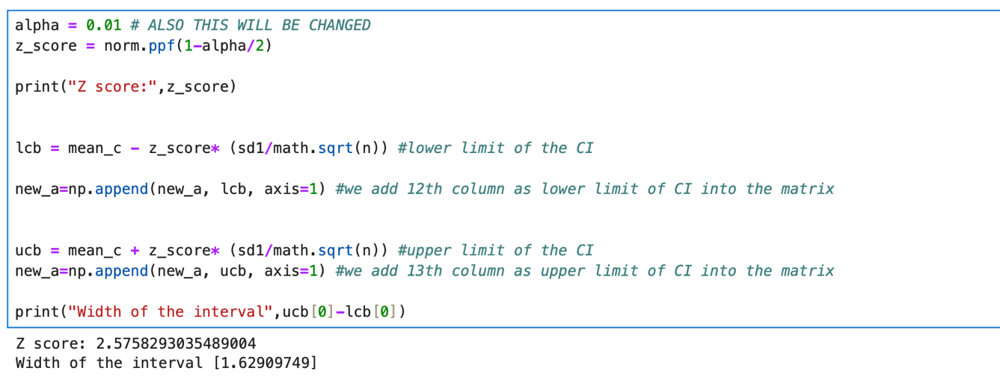 alpha = 0.01 # ALSO THIS WILL BE CHANGED
z_score = norm.ppf(1-alpha/2)
print("Z score:",z_score)
lcb = mean_c - z_score* (sd1/math.sqrt(n)) #lower limit of the CI
new_a=np.append(new_a, lcb, axis=1) #we add 12th column as lower limit of CI into the matrix
ucb = mean_c + z_score* (sd1/math.sqrt(n)) #upper limit of the CI
new_a=np.append(new_a, ucb, axis=1) #we add 13th column as upper limit of CI into the matrix
print("Width of the interval",ucb[0]-lcb[0])
Z score: 2.5758293035489004
Width of the interval [1.62909749]